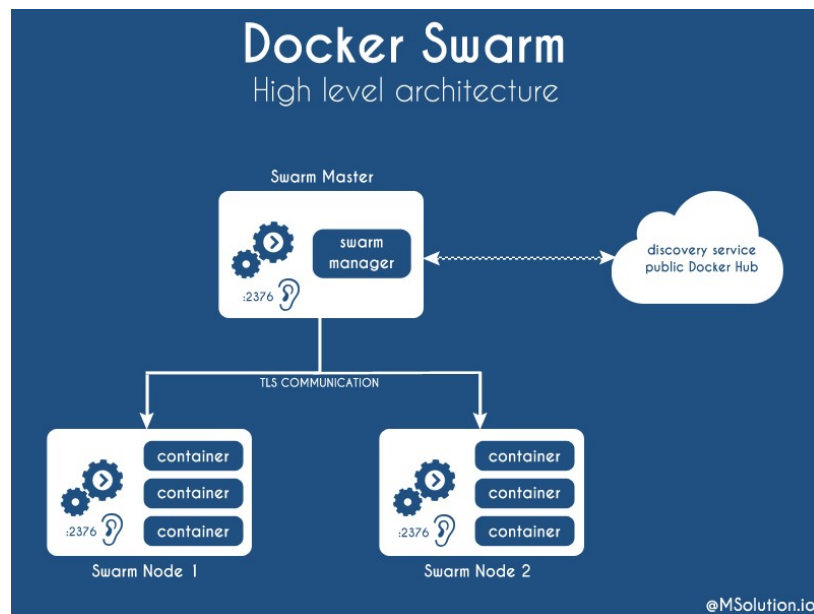 Docker Swarm
High level architecture
Swarm Master
swarm
manager
:2376
discovery service
public Docker Hub
TLS COMMUNICATION
container
container
:2376
container
Swarm Node 1
container
container
:2376
container
Swarm Node 2
@MSolution.io